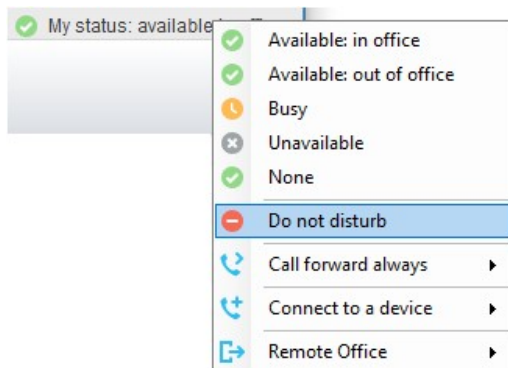 My status: available
Available: in office
Available: out of office
Busy
Unavailable
None
Do not disturb
Call forward always
Connect to a device
Remote Office